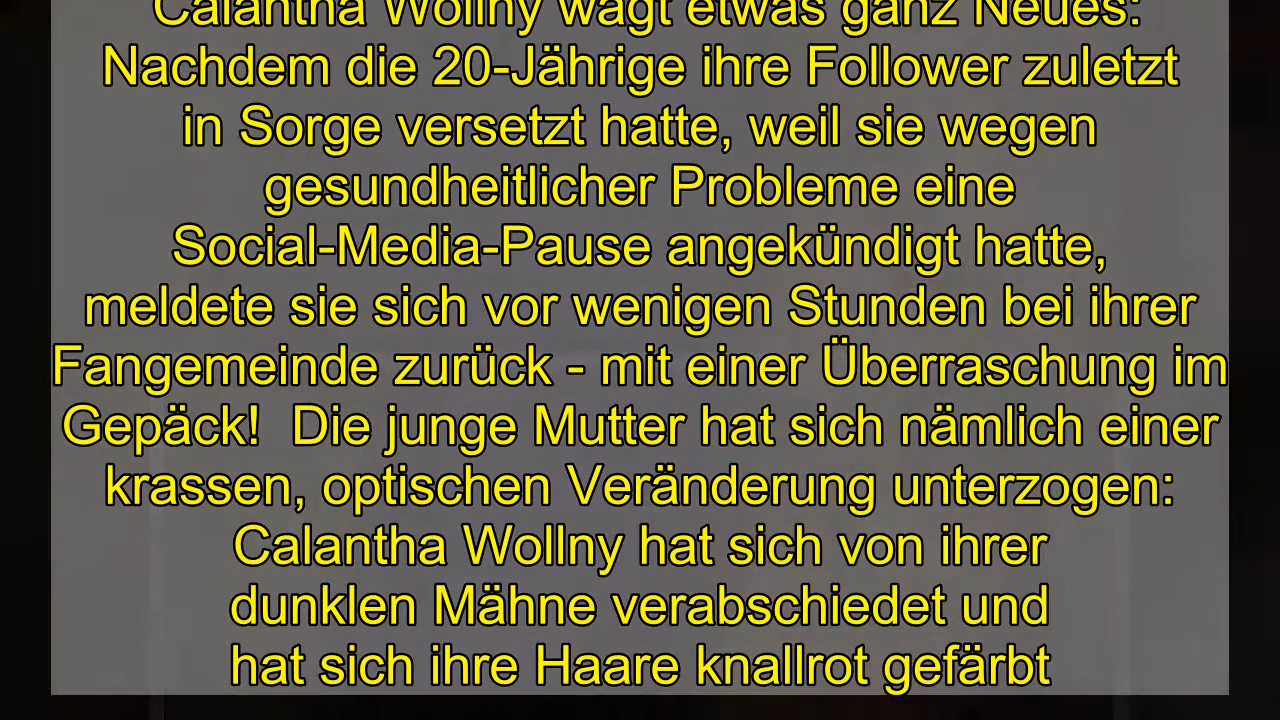 Calantha Wollny wagt etwas ganz Neues:
Nachdem die 20-Jährige ihre Follower zuletzt
in Sorge versetzt hatte, weil sie wegen
gesundheitlicher Probleme eine
Social-Media-Pause angekündigt hatte,
meldete sie sich vor wenigen Stunden bei ihrer
Fangemeinde zurück - mit einer Überraschung im
Gepäck!  Die junge Mutter hat sich nämlich einer
krassen, optischen Veränderung unterzogen:
Calantha Wollny hat sich von ihrer
dunklen Mähne verabschiedet und
hat sich ihre Haare knallrot gefärbt